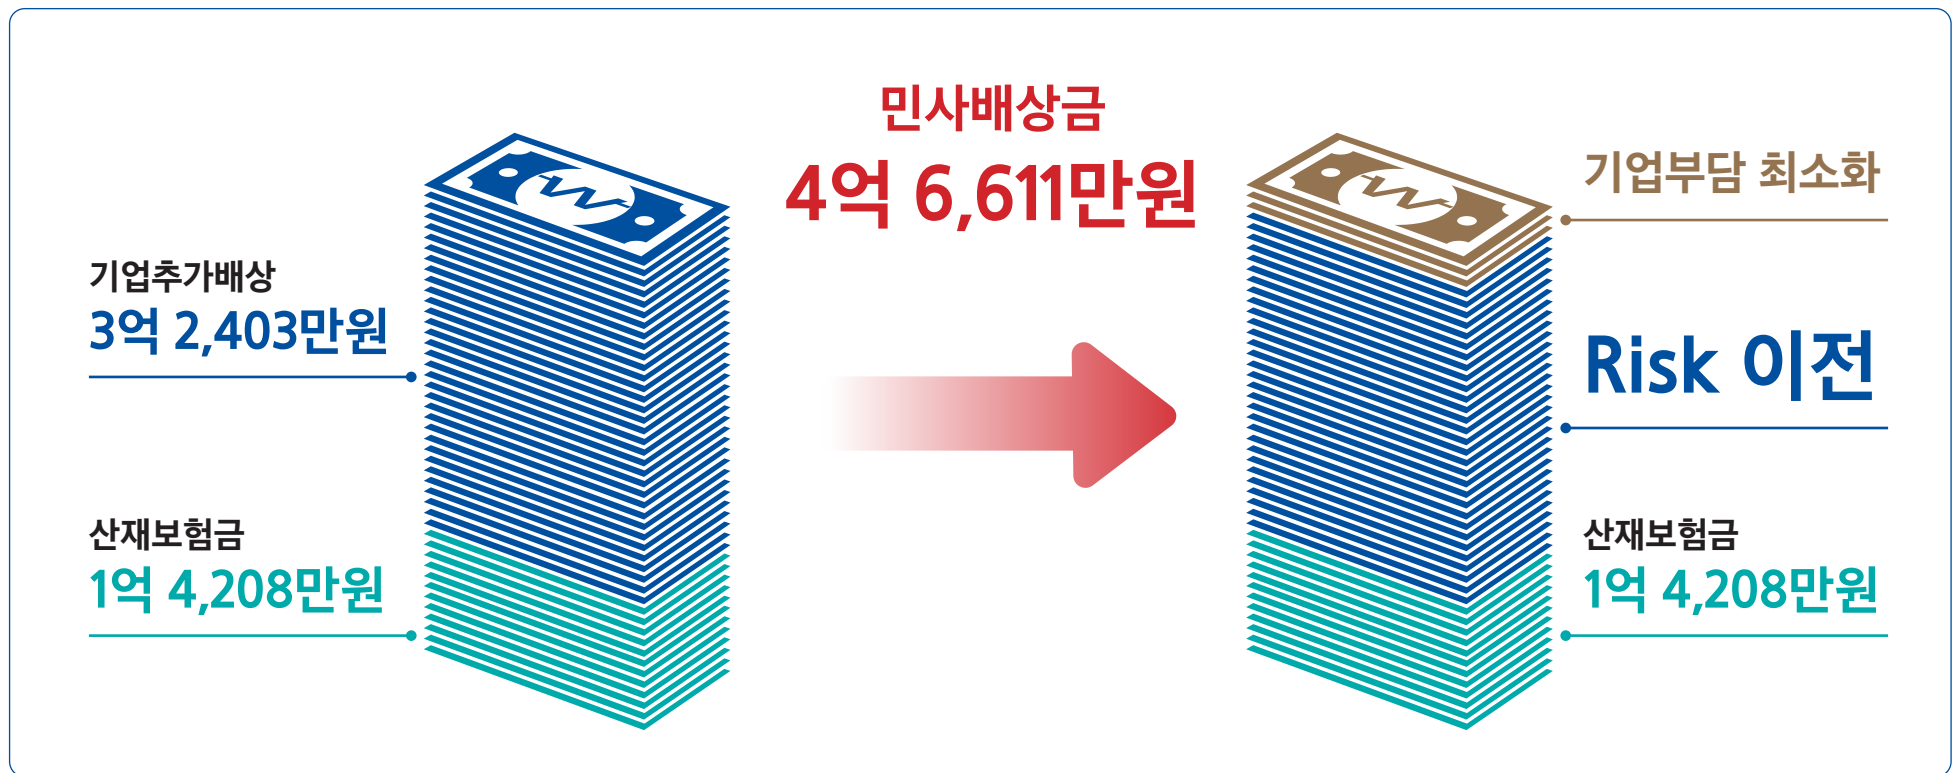 민사배상금
4억 6,611만원
기업추가배상
3억 2,403만원
산재보험금
1억 4,208만원
기업부담 최소화
Risk 이전
산재보험금
1억 4,208만원